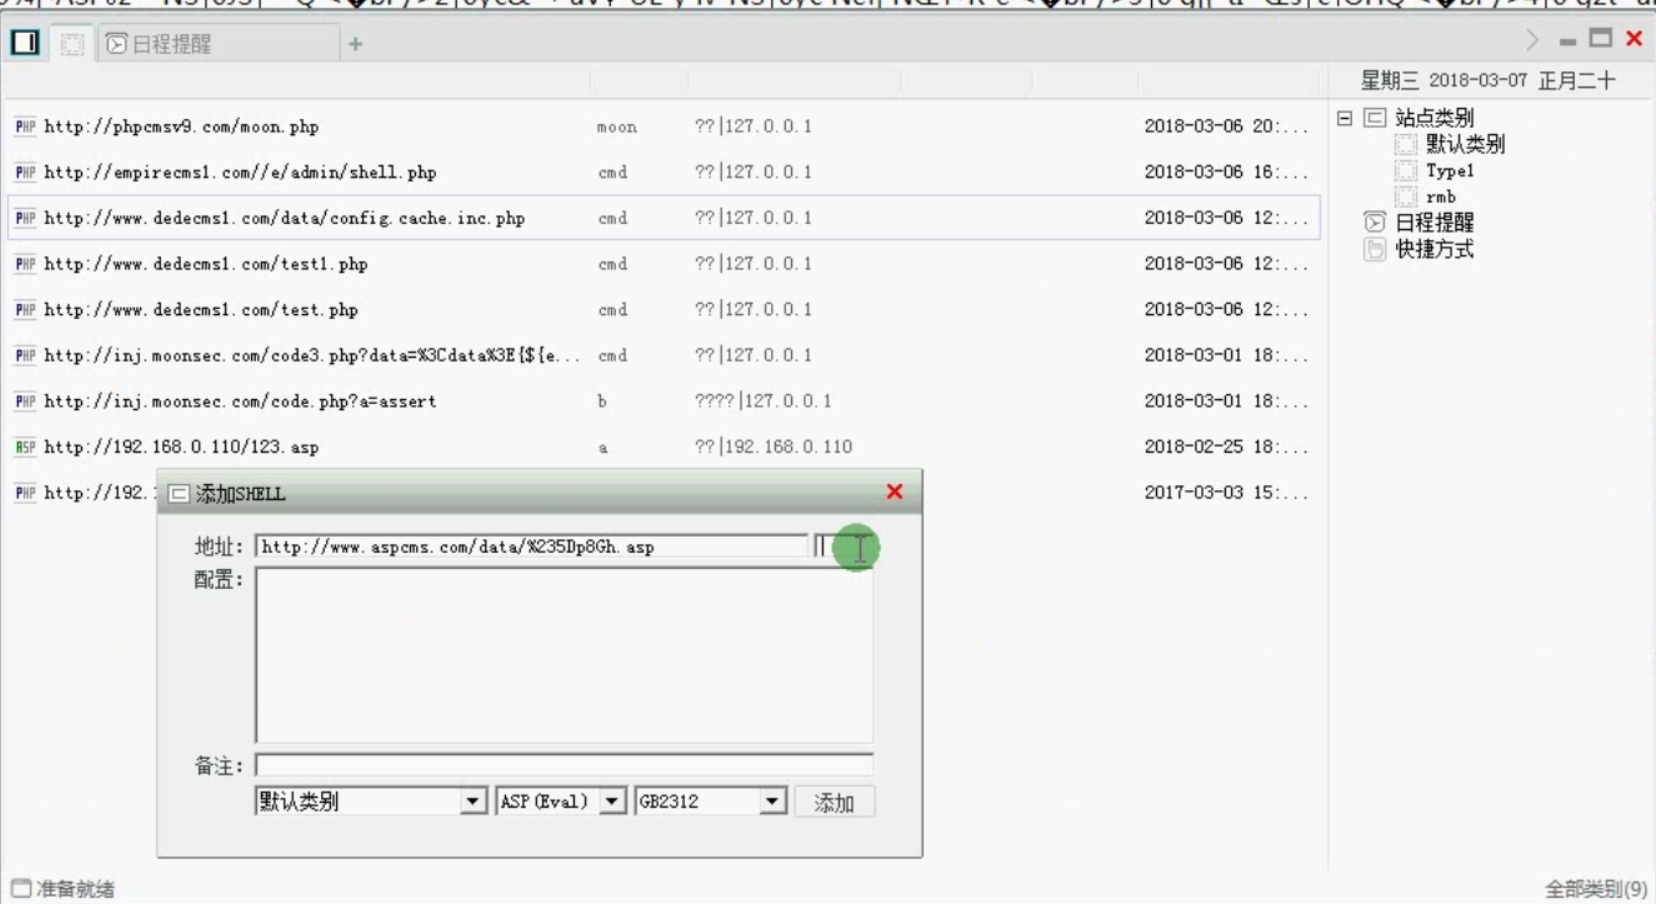 日程提醒
星期三 2018-03-07 正月二十
PHP http://phpcmsv9.com/moon.php moon ??|127.0.0.1 2018-03-06 20:...
PHP http://empirecms1.com//e/admin/shell.php cmd ??|127.0.0.1 2018-03-06 16:...
PHP http://www.dedecms1.com/data/config.cache.inc.php cmd ??|127.0.0.1 2018-03-06 12:...
PHP http://www.dedecms1.com/test1.php cmd ??|127.0.0.1 2018-03-06 12:...
PHP http://www.dedecms1.com/test.php cmd ??|127.0.0.1 2018-03-06 12:...
PHP http://inj.moonsec.com/code3.php?data=%3Cdata%3E{${e... cmd ??|127.0.0.1 2018-03-01 18:...
PHP http://inj.moonsec.com/code.php?a=assert b ????|127.0.0.1 2018-03-01 18:...
ASP http://192.168.0.110/123.asp a ??|192.168.0.110 2018-02-25 18:...
PHP http://192. 2017-03-03 15:...
站点类别
默认类别
Type1
rmb
日程提醒
快捷方式
添加SHELL
地址: http://www.aspcms.com/data/%235Dp8Gh.asp
配置:
备注:
默认类别 ASP(Eval) GB2312 添加
准备就绪 全部类别(9)